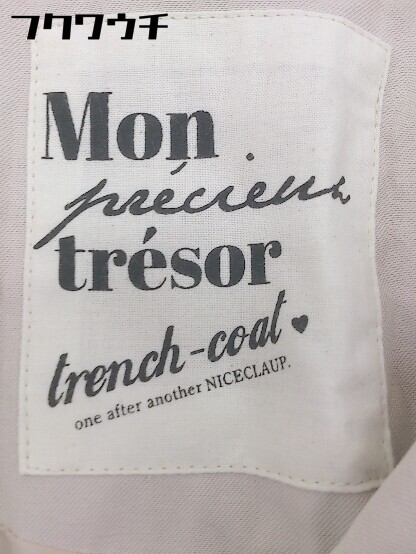 フクワウチ
Mon
précieux
trésor
trench-coat ♥
one after another NICECLAUP.